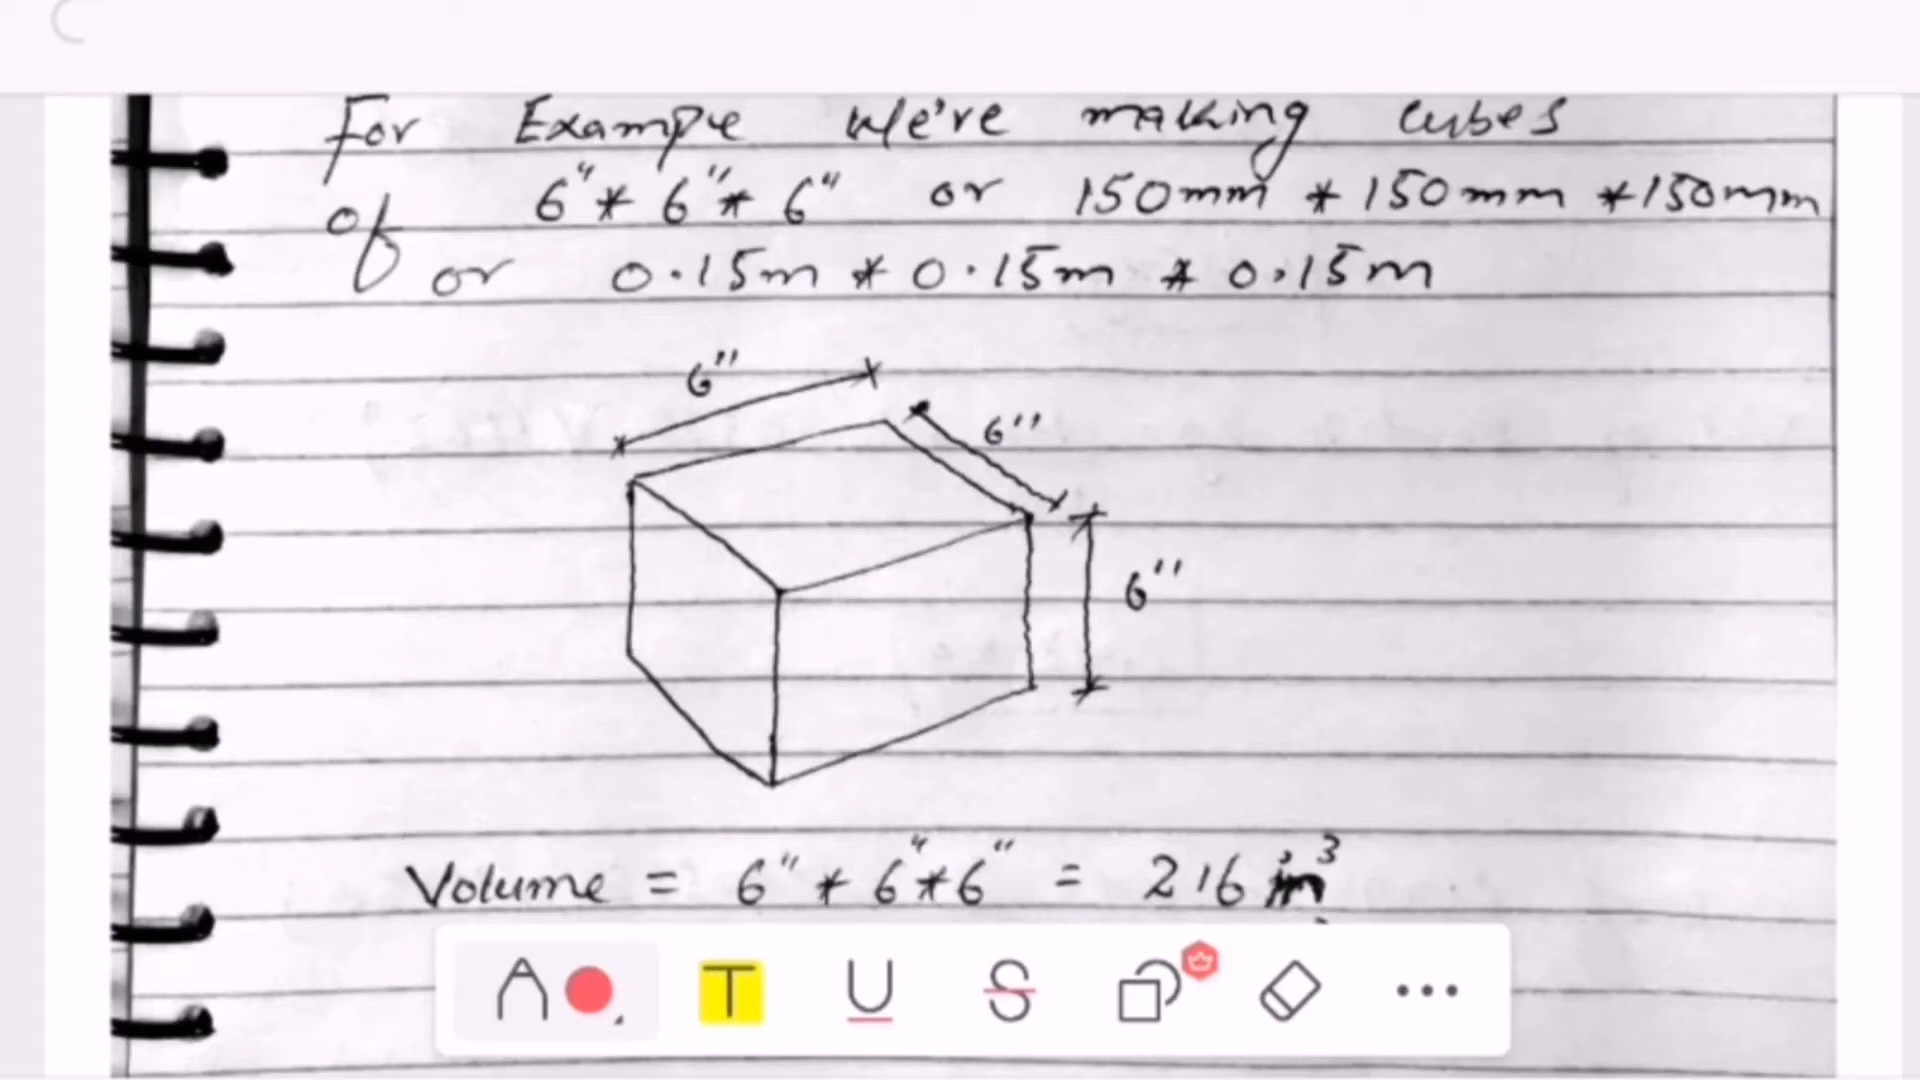 For Example We're making cubes
of 6" * 6" * 6" or 150mm * 150mm * 150mm
or 0.15m * 0.15m * 0.15m
6"
6"
6"
Volume = 6" * 6" * 6" = 216 in³
T U S